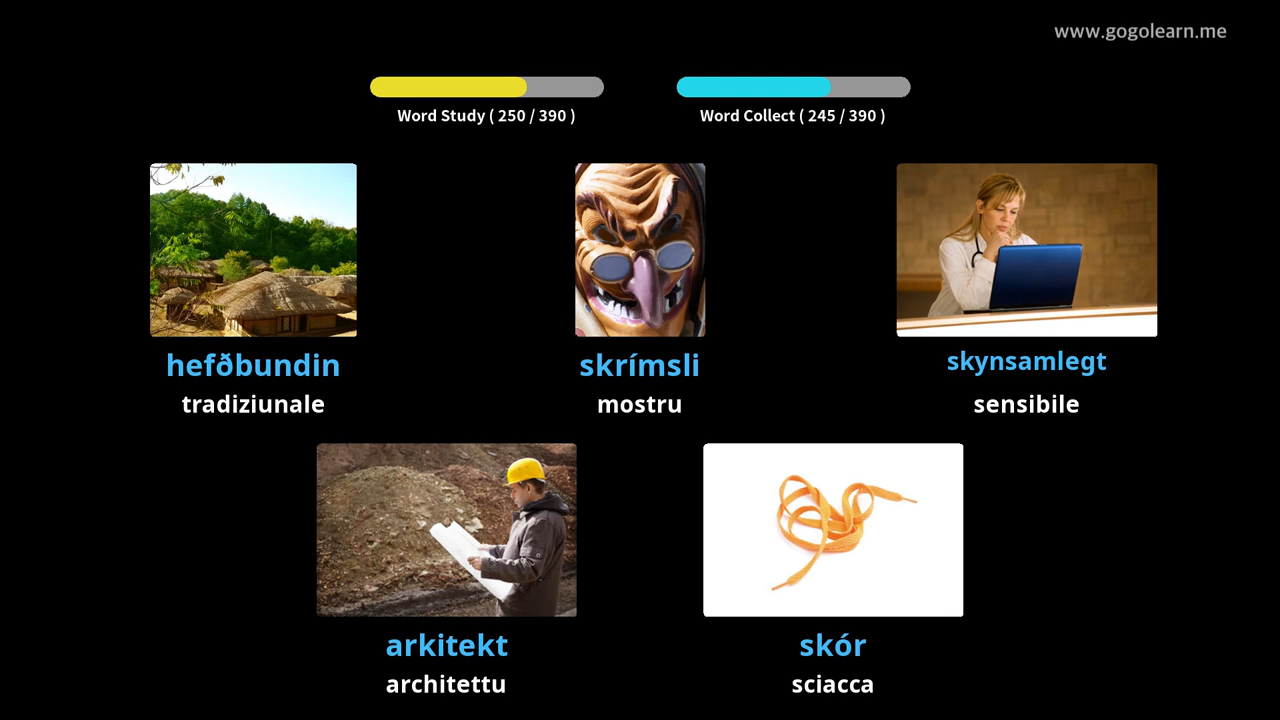 www.gogolearn.me
Word Study ( 250 / 390 )
Word Collect ( 245 / 390 )
hefðbundin
tradiziunale
skrímsli
mostru
skynsamlegt
sensibile
arkitekt
architettu
skór
sciacca